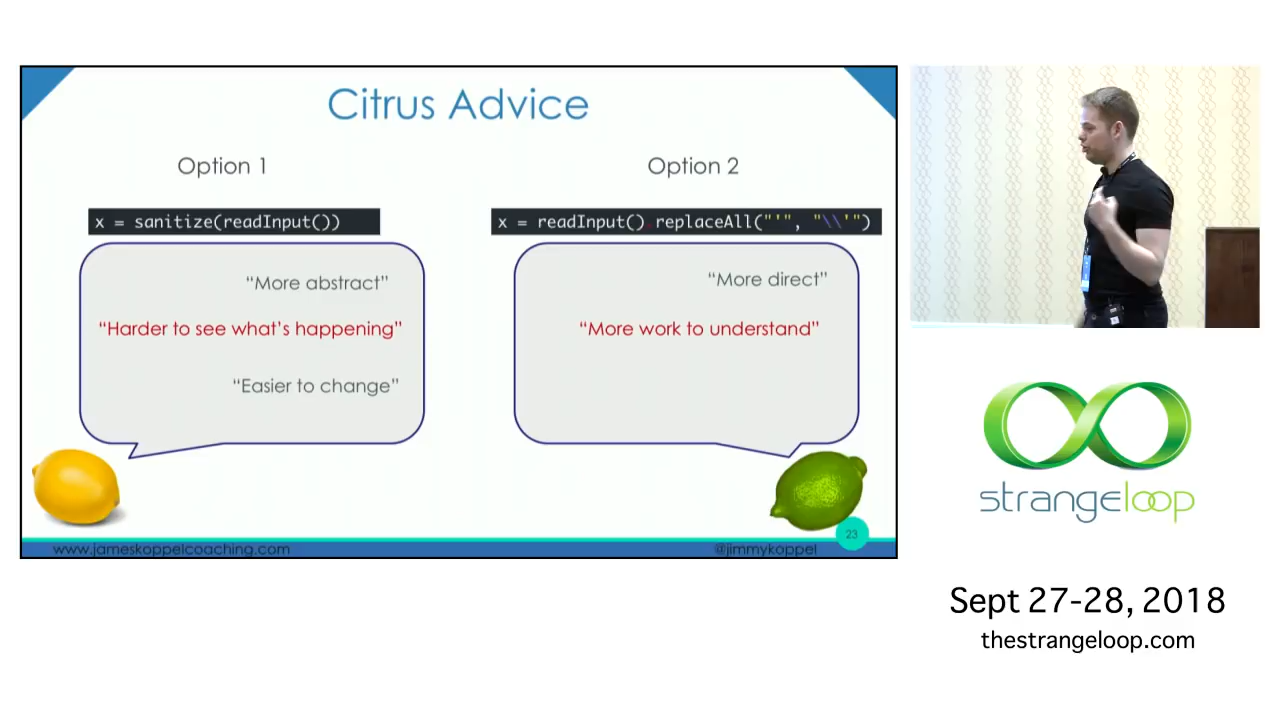 Citrus Advice
Option 1
x = sanitize(readInput())
“More abstract”
“Harder to see what’s happening”
“Easier to change”
Option 2
x = readInput().replaceAll("'", "\\'")
“More direct”
“More work to understand”
23
www.jameskoppelcoaching.com
@jimmykoppel
strangeloop
Sept 27-28, 2018
thestrangeloop.com